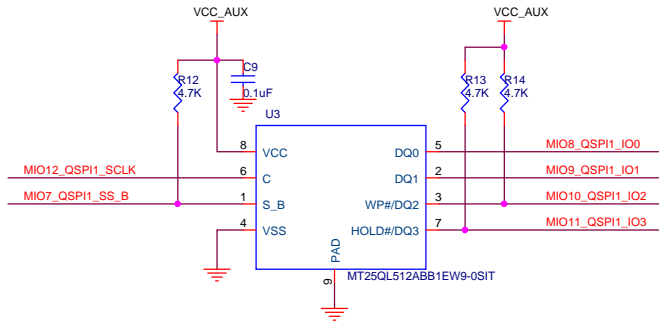 VCC_AUX
VCC_AUX
R12
4.7K
C9
0.1uF
R13
4.7K
R14
4.7K
U3
8
VCC
DQ0
5
MIO8_QSPI1_IO0
MIO12_QSPI1_SCLK
6
C
DQ1
2
MIO9_QSPI1_IO1
MIO7_QSPI1_SS_B
1
S_B
WP#/DQ2
3
MIO10_QSPI1_IO2
4
VSS
HOLD#/DQ3
7
MIO11_QSPI1_IO3
PAD
9
MT25QL512ABB1EW9-0SIT